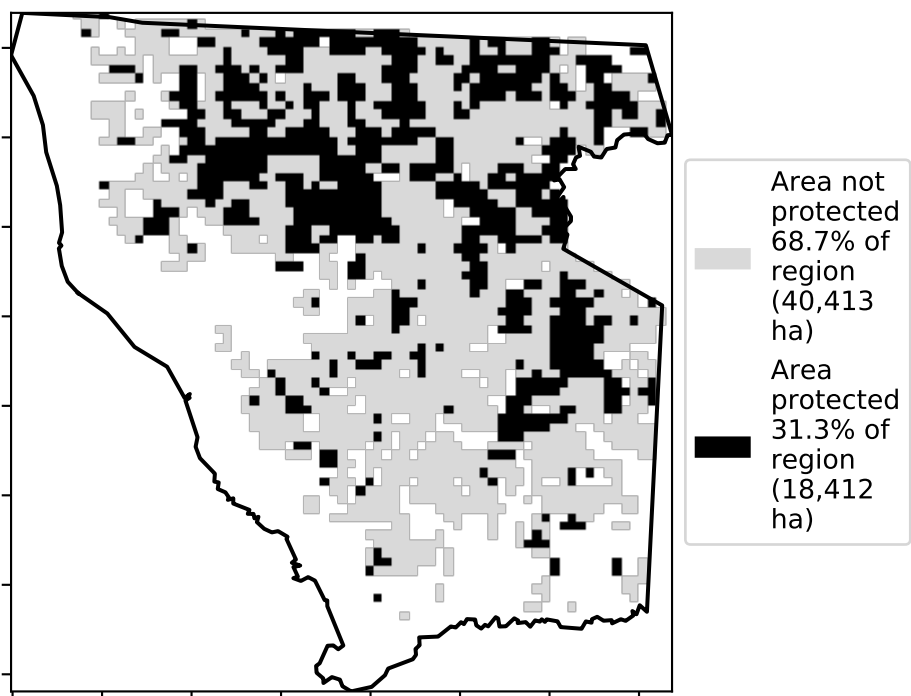 Area not
protected
68.7% of
region
(40,413
ha)
Area
protected
31.3% of
region
(18,412
ha)